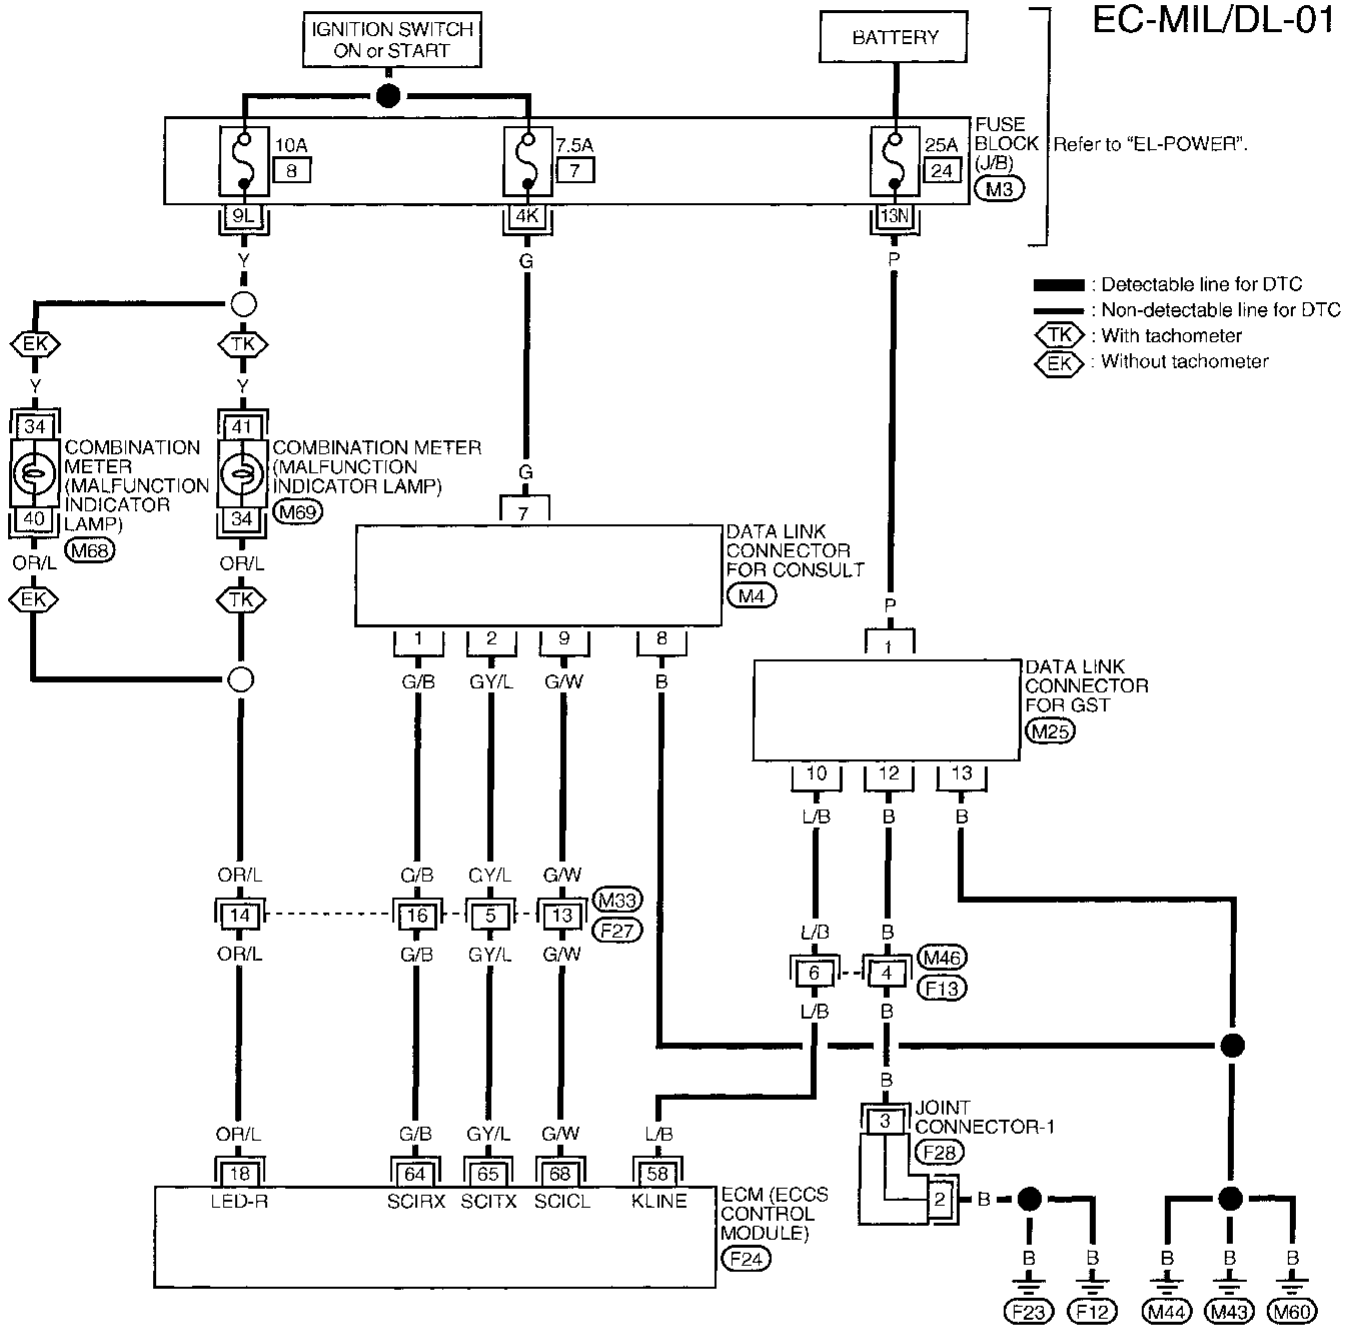 EC-MIL/DL-01
IGNITION SWITCH
ON or START
BATTERY
10A
8
7.5A
7
25A
24
FUSE
BLOCK
(J/B)
M3
Refer to "EL-POWER".
9L
4K
13N
Y
G
P
: Detectable line for DTC
: Non-detectable line for DTC
TK : With tachometer
EK : Without tachometer
EK
TK
Y
Y
34
41
COMBINATION
METER
(MALFUNCTION
INDICATOR
LAMP)
M68
COMBINATION METER
(MALFUNCTION
INDICATOR LAMP)
M69
40
34
OR/L
OR/L
EK
TK
G
7
DATA LINK
CONNECTOR
FOR CONSULT
M4
1
2
9
8
G/B
GY/L
G/W
B
P
1
DATA LINK
CONNECTOR
FOR GST
M25
10
12
13
L/B
B
B
OR/L
G/B
GY/L
G/W
14
16
5
13
M33
F27
OR/L
G/B
GY/L
G/W
L/B
B
6
4
M46
F13
L/B
B
B
3
JOINT
CONNECTOR-1
F28
2
B
OR/L
G/B
GY/L
G/W
L/B
18
64
65
68
58
LED-R
SCIRX
SCITX
SCICL
KLINE
ECM (ECCS
CONTROL
MODULE)
F24
B
B
B
B
B
F23
F12
M44
M43
M60